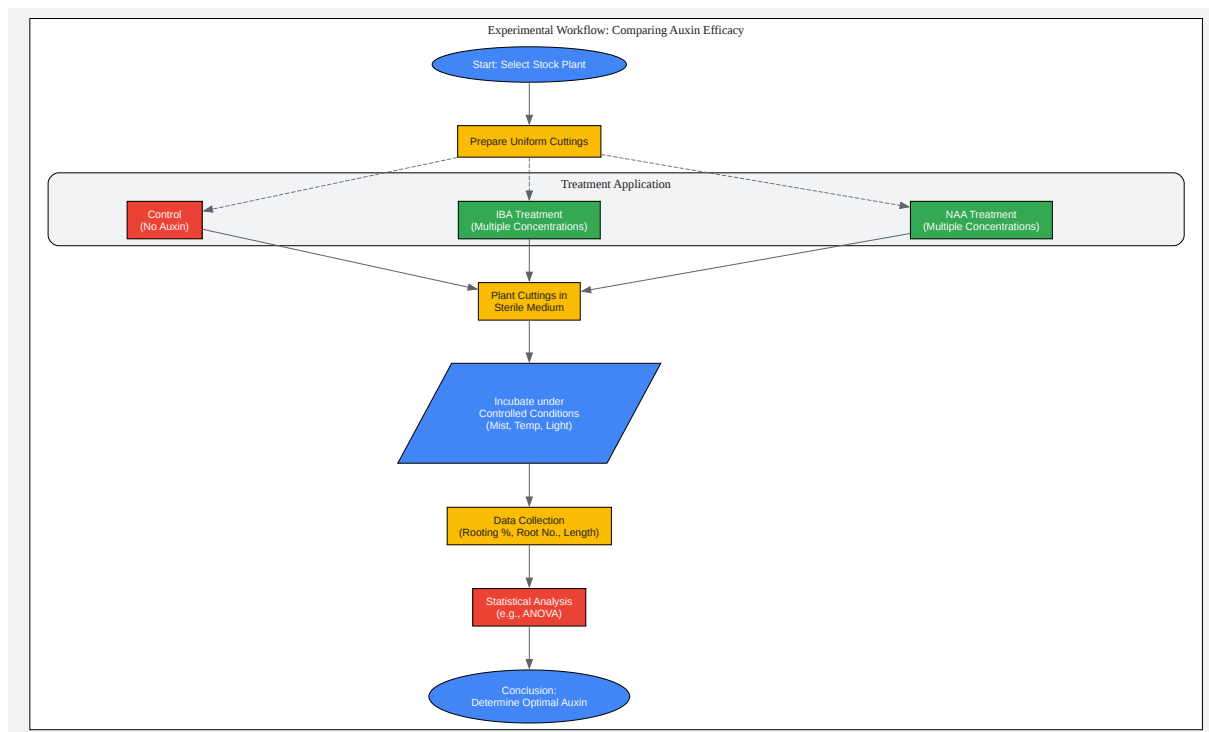 Experimental Workflow: Comparing Auxin Efficacy
Start: Select Stock Plant
Prepare Uniform Cuttings
Treatment Application
Control
(No Auxin)
IBA Treatment
(Multiple Concentrations)
NAA Treatment
(Multiple Concentrations)
Plant Cuttings in
Sterile Medium
Incubate under
Controlled Conditions
(Mist, Temp, Light)
Data Collection
(Rooting %, Root No., Length)
Statistical Analysis
(e.g., ANOVA)
Conclusion:
Determine Optimal Auxin